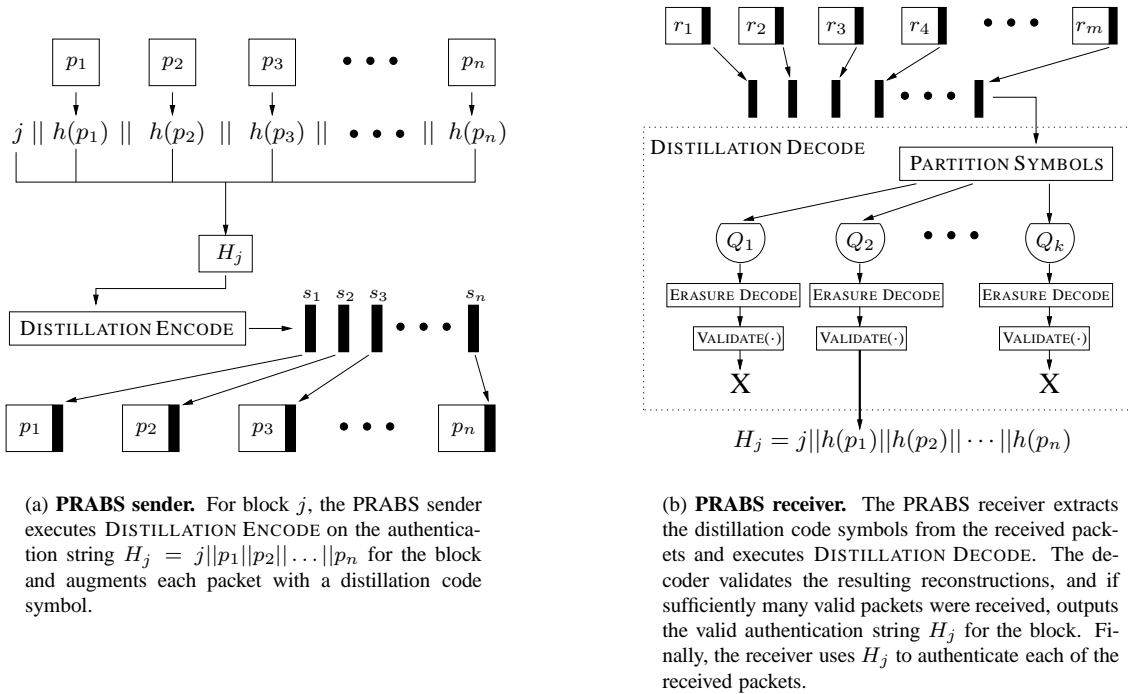 p1 p2 p3 • • • pn
j || h(p1) || h(p2) || h(p3) || • • • || h(pn)
Hj
s1 s2 s3 sn
DISTILLATION ENCODE • • •
p1 p2 p3 • • • pn
(a) PRABS sender. For block j, the PRABS sender
executes DISTILLATION ENCODE on the authentica-
tion string Hj = j||p1||p2||...||pn for the block
and augments each packet with a distillation code
symbol.
r1 r2 r3 r4 • • • rm
• • •
DISTILLATION DECODE
PARTITION SYMBOLS
Q1 Q2 • • • Qk
ERASURE DECODE ERASURE DECODE ERASURE DECODE
VALIDATE(·) VALIDATE(·) VALIDATE(·)
X X
Hj = j||h(p1)||h(p2)||···||h(pn)
(b) PRABS receiver. The PRABS receiver extracts
the distillation code symbols from the received pack-
ets and executes DISTILLATION DECODE. The de-
coder validates the resulting reconstructions, and if
sufficiently many valid packets were received, outputs
the valid authentication string Hj for the block. Fi-
nally, the receiver uses Hj to authenticate each of the
received packets.